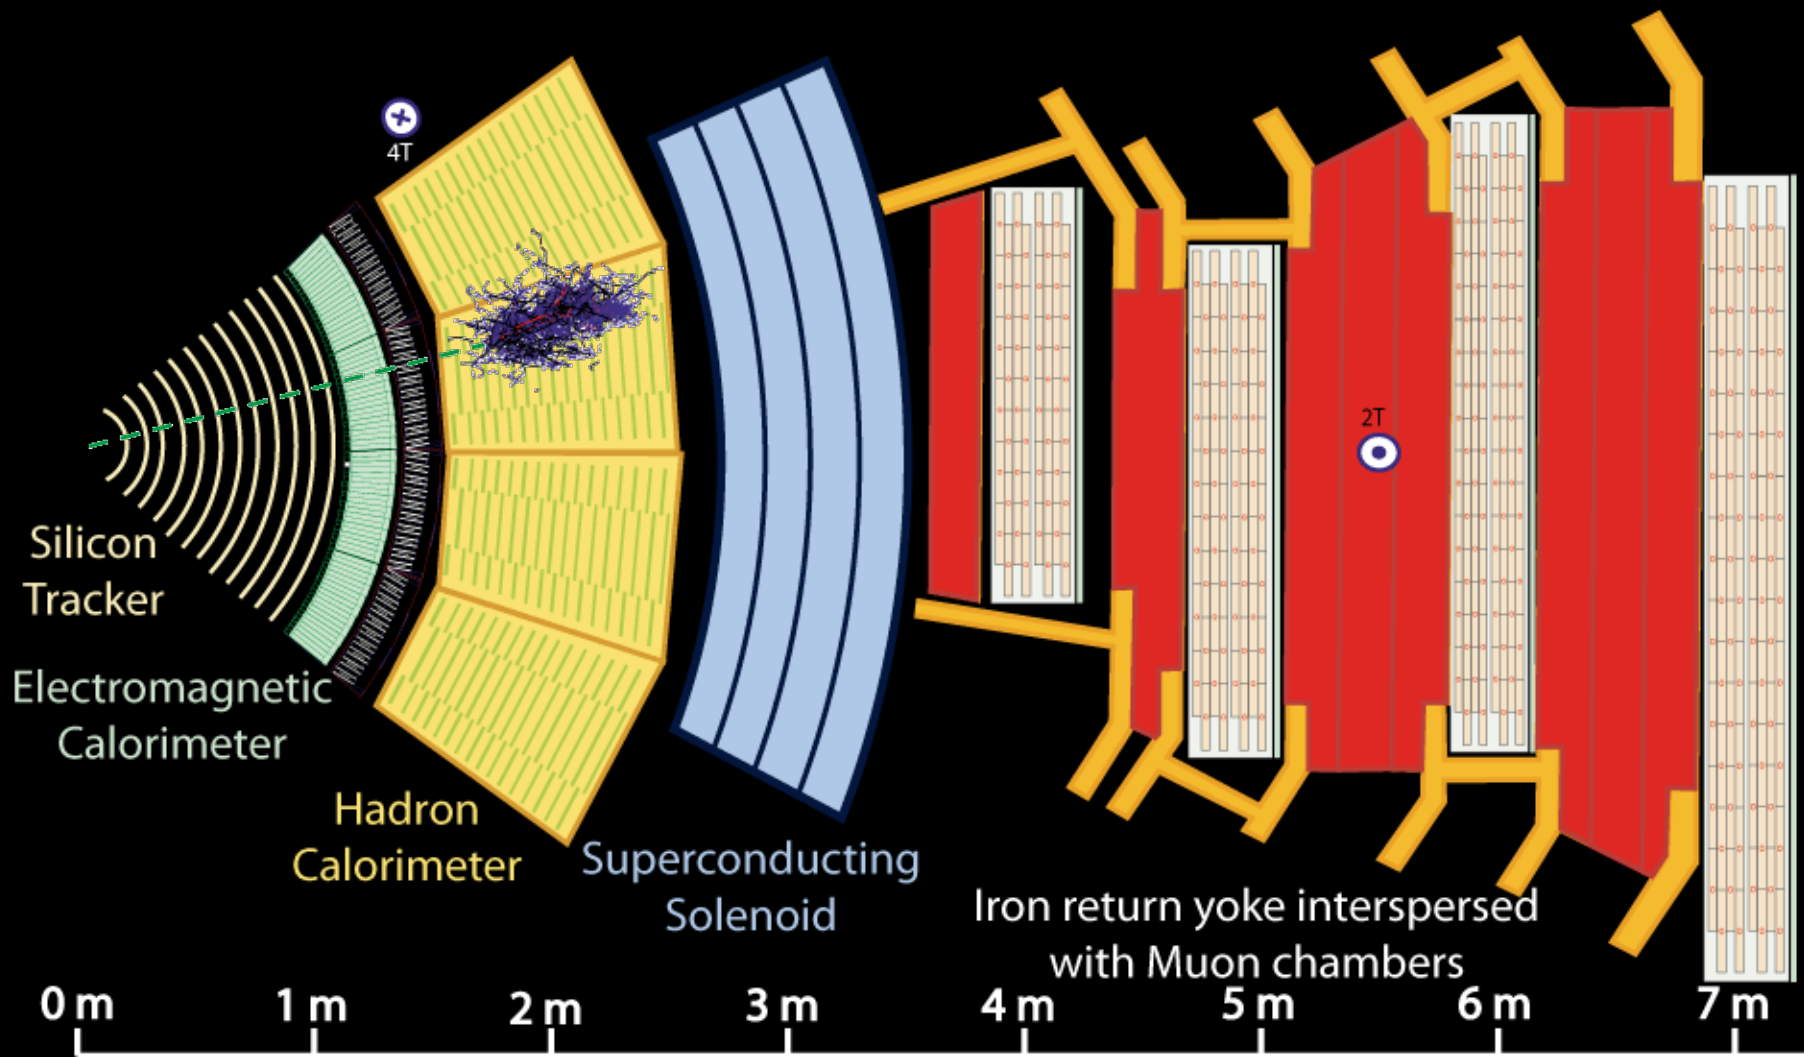 4T
2T
Silicon
Tracker
Electromagnetic
Calorimeter
Hadron
Calorimeter
Superconducting
Solenoid
Iron return yoke interspersed
with Muon chambers
0 m 1 m 2 m 3 m 4 m 5 m 6 m 7 m